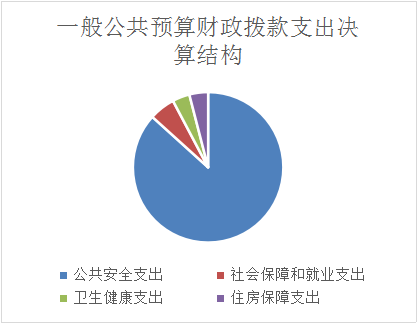 一般公共预算财政拨款支出决
算结构
公共安全支出 社会保障和就业支出
卫生健康支出 住房保障支出